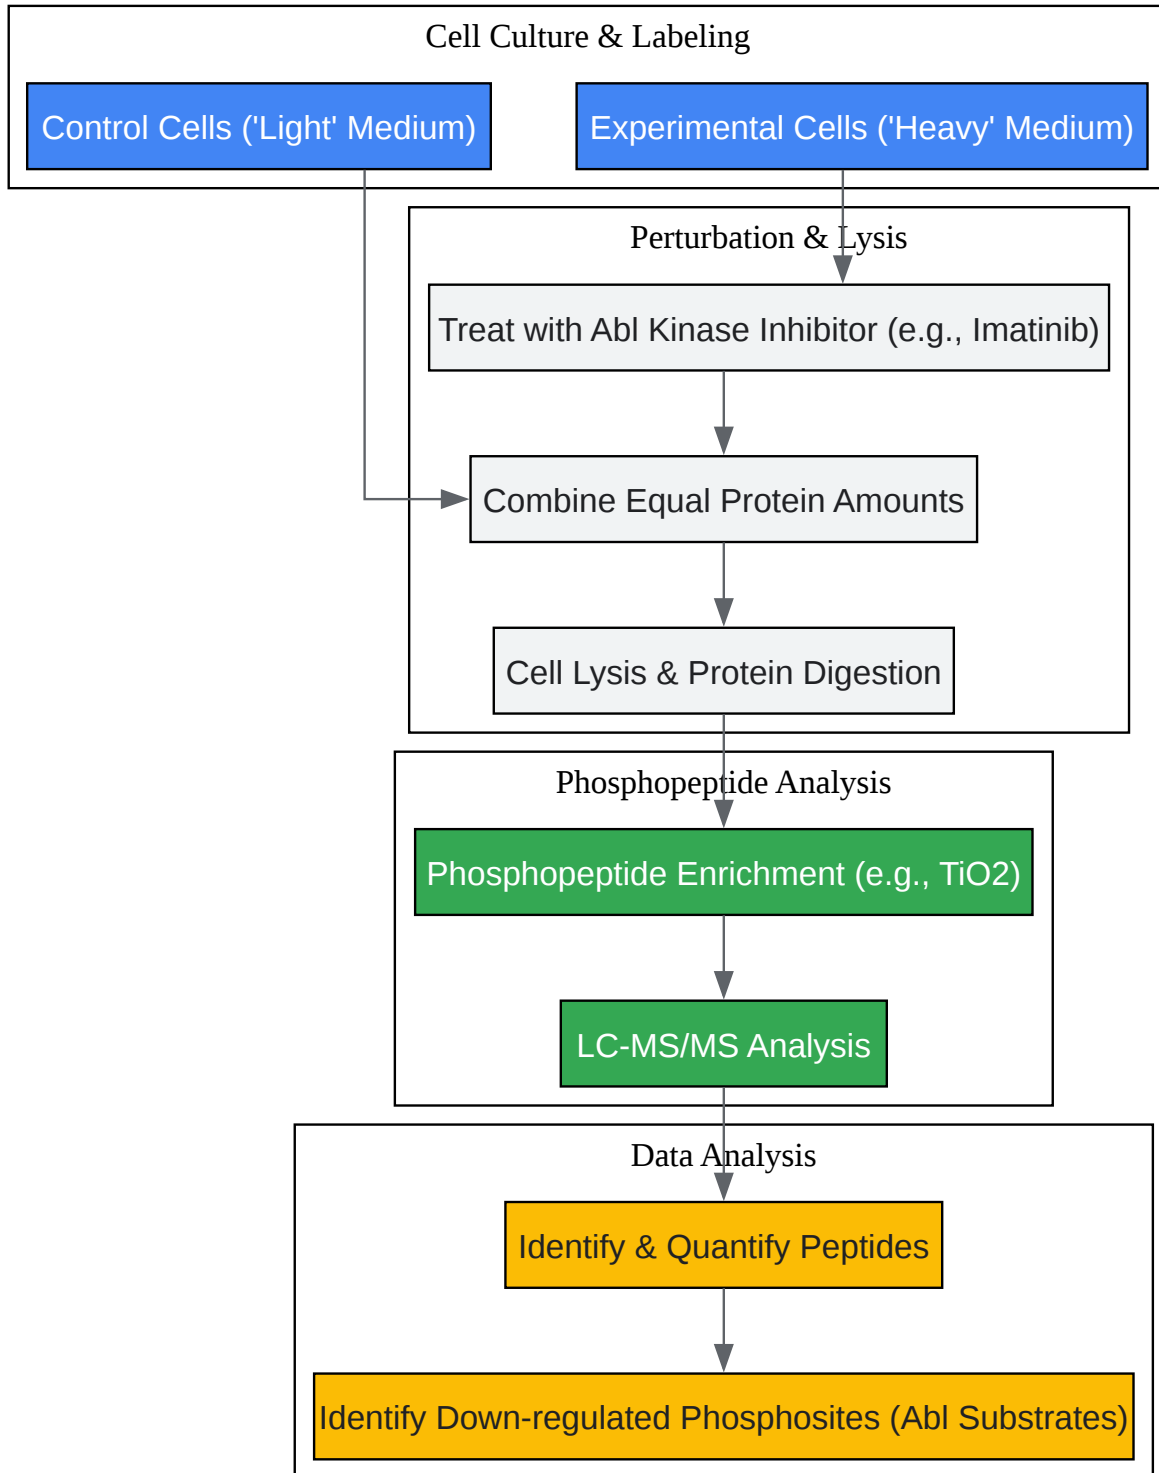 Cell Culture & Labeling
Control Cells ('Light' Medium)
Experimental Cells ('Heavy' Medium)
Perturbation & Lysis
Treat with Abl Kinase Inhibitor (e.g., Imatinib)
Combine Equal Protein Amounts
Cell Lysis & Protein Digestion
Phosphopeptide Analysis
Phosphopeptide Enrichment (e.g., TiO2)
LC-MS/MS Analysis
Data Analysis
Identify & Quantify Peptides
Identify Down-regulated Phosphosites (Abl Substrates)